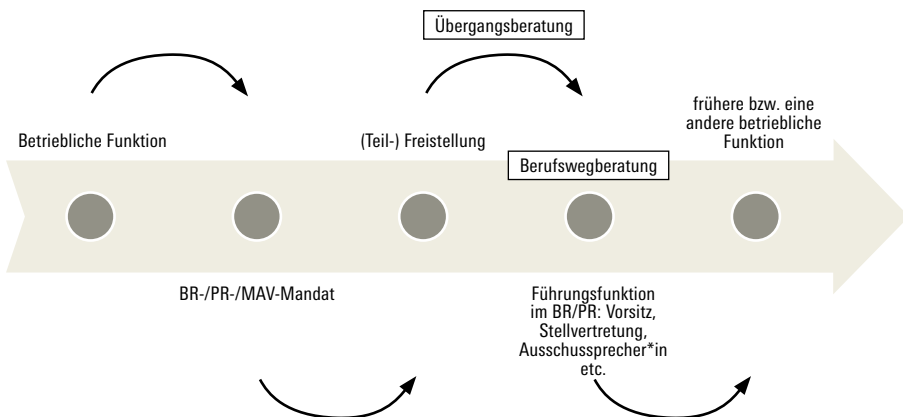 Übergangsberatung
Betriebliche Funktion
(Teil-) Freistellung
frühere bzw. eine
andere betriebliche
Funktion
Berufswegberatung
BR-/PR-/MAV-Mandat
Führungsfunktion
im BR/PR: Vorsitz,
Stellvertretung,
Ausschussprecher*in
etc.